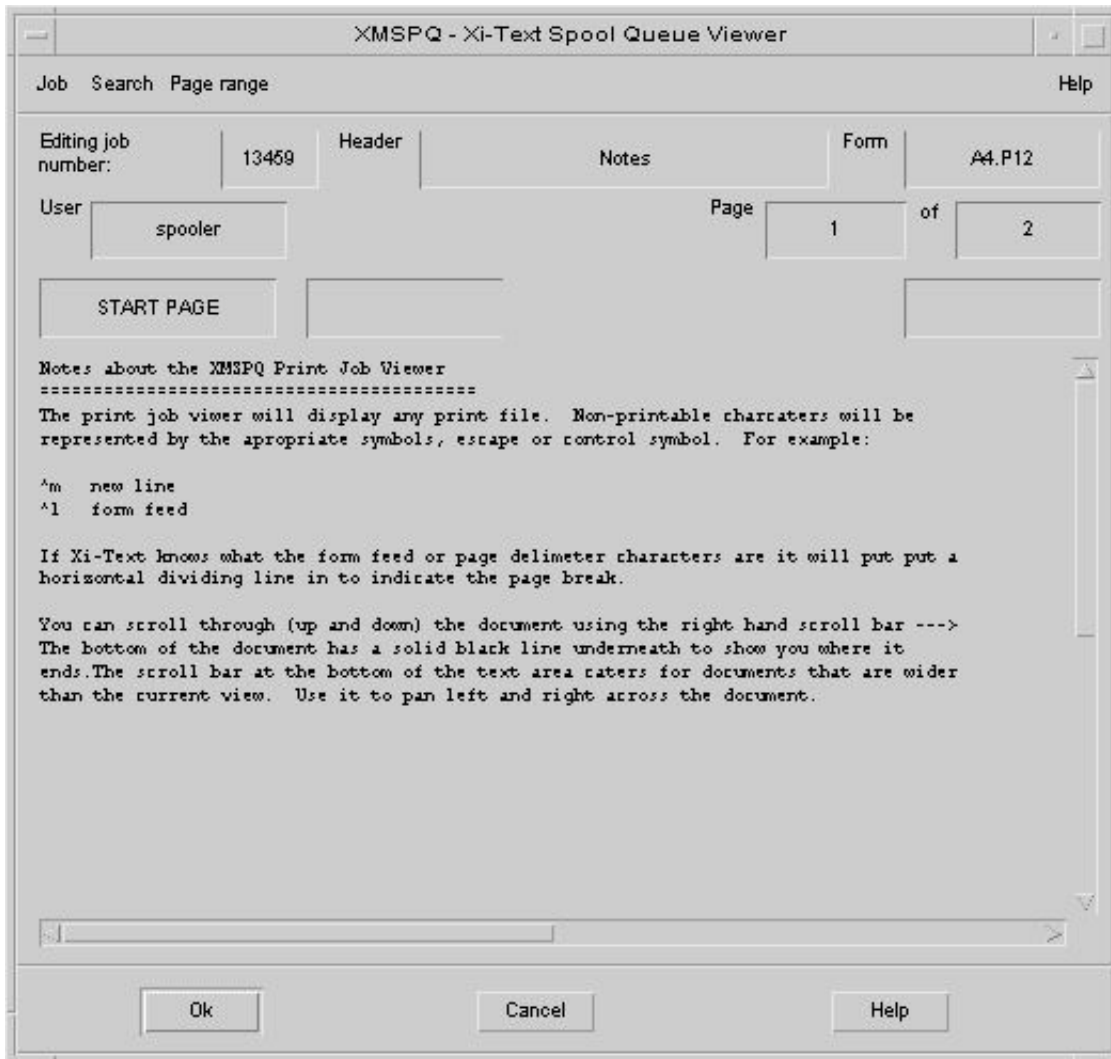 XMSPQ - Xi-Text Spool Queue Viewer
Job Search Page range Help
Editing job number: 13459 Header Notes Form A4.P12
User spooler Page 1 of 2
START PAGE
Notes about the XMSPQ Print Job Viewer
=========================================
The print job viwer will display any print file.  Non-printable charcaters will be
represented by the apropriate symbols, escape or control symbol.  For example:
^m   new line
^l   form feed
If Xi-Text knows what the form feed or page delimeter characters are it will put put a
horizontal dividing line in to indicate the page break.
You can scroll through (up and down) the document using the right hand scroll bar --->
The bottom of the document has a solid black line underneath to show you where it
ends.The scroll bar at the bottom of the text area caters for documents that are wider
than the current view.  Use it to pan left and right across the document.
Ok Cancel Help